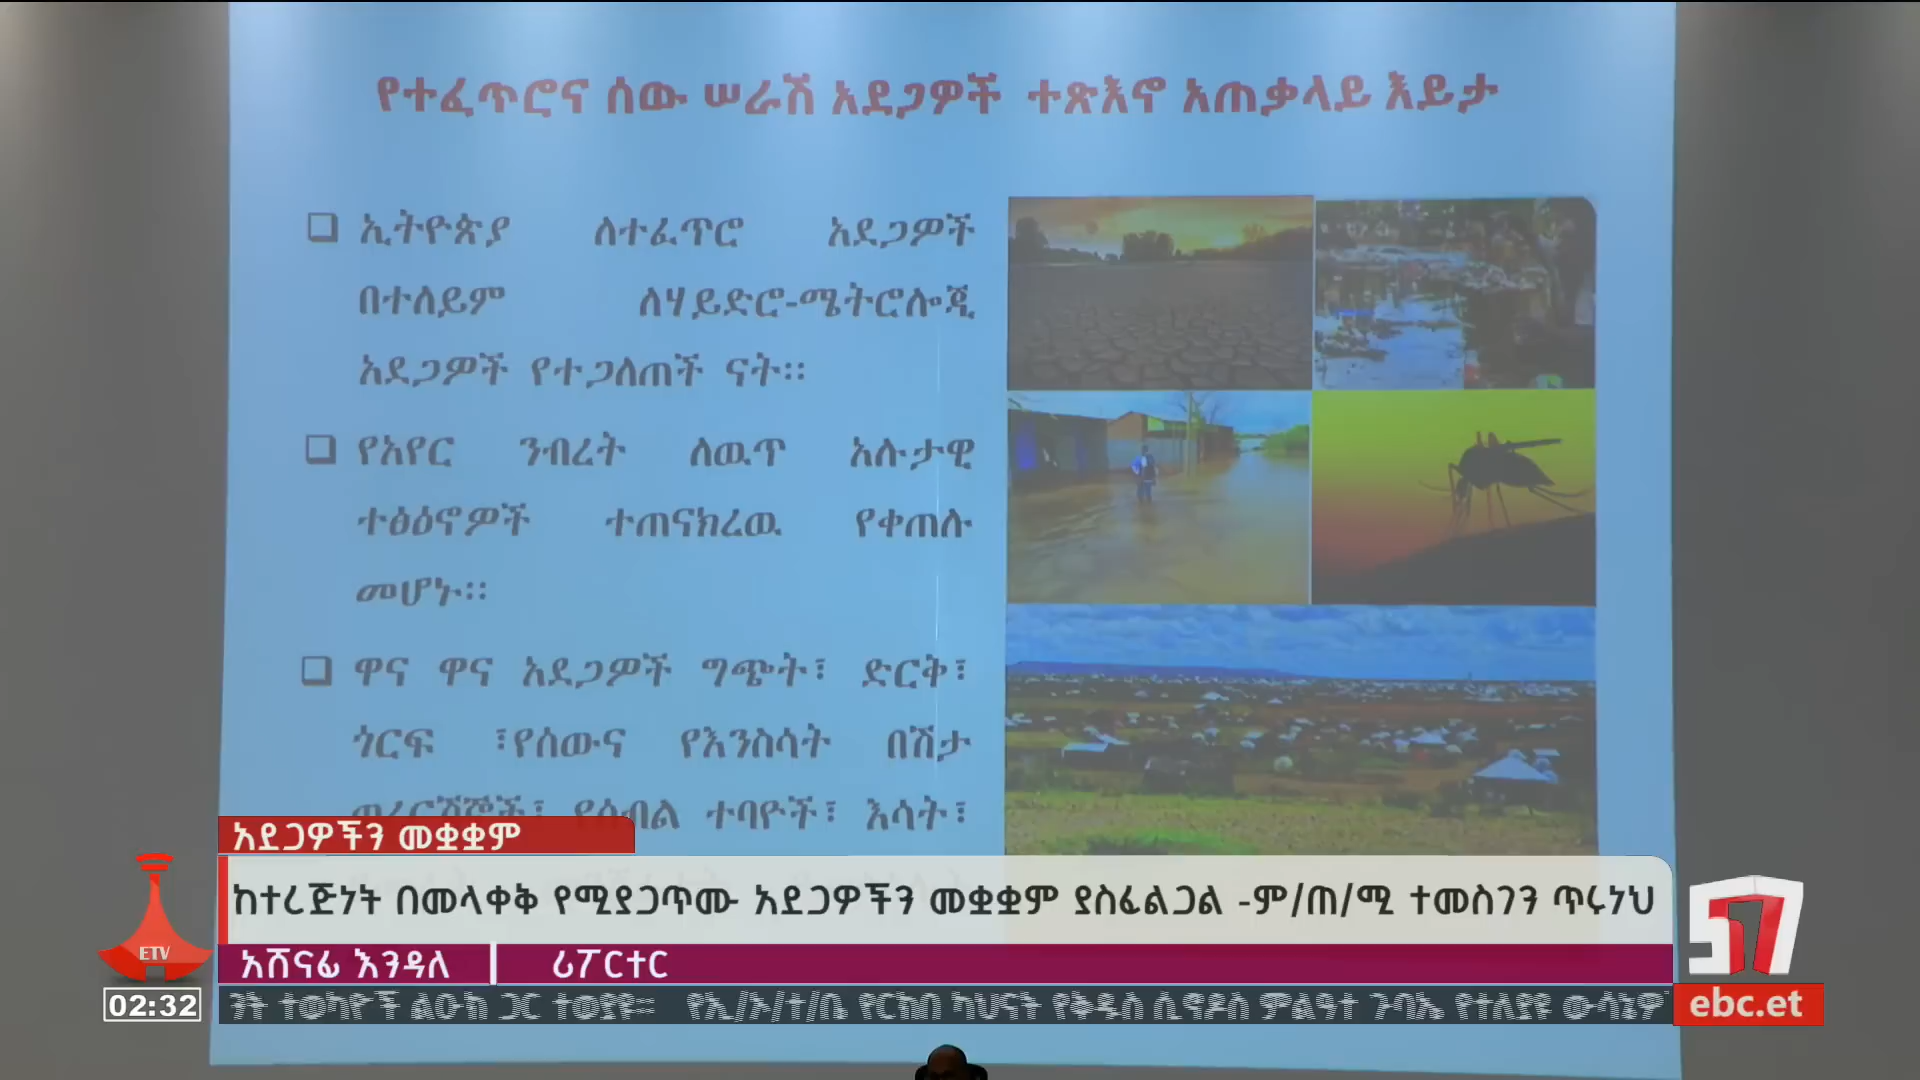 የተፈጥሮና ሰው ሠራሽ አደጋዎች ተጽእኖ አጠቃላይ እይታ
❑ ኢትዮጵያ ለተፈጥሮ አደጋዎች
በተለይም ለሃይድሮ-ሜትሮሎጂ
አደጋዎች የተጋለጠች ናት፡፡
❑ የአየር ንብረት ለዉጥ አሉታዊ
ተፅዕኖዎች ተጠናክረዉ የቀጠሉ
መሆኑ፡፡
❑ ዋና ዋና አደጋዎች ግጭት፣ ድርቅ፣
ጎርፍ ፣የሰውና የእንስሳት በሽታ
የሰብል ተባዮች፣ እሳት፣
አደጋዎችን መቋቋም
ከተረጅነት በመላቀቅ የሚያጋጥሙ አደጋዎችን መቋቋም ያስፈልጋል -ም/ጠ/ሚ ተመስገን ጥሩነህ
አሸናፊ እንዳለ | ሪፖርተር
ETV
02:32
57
ebc.et